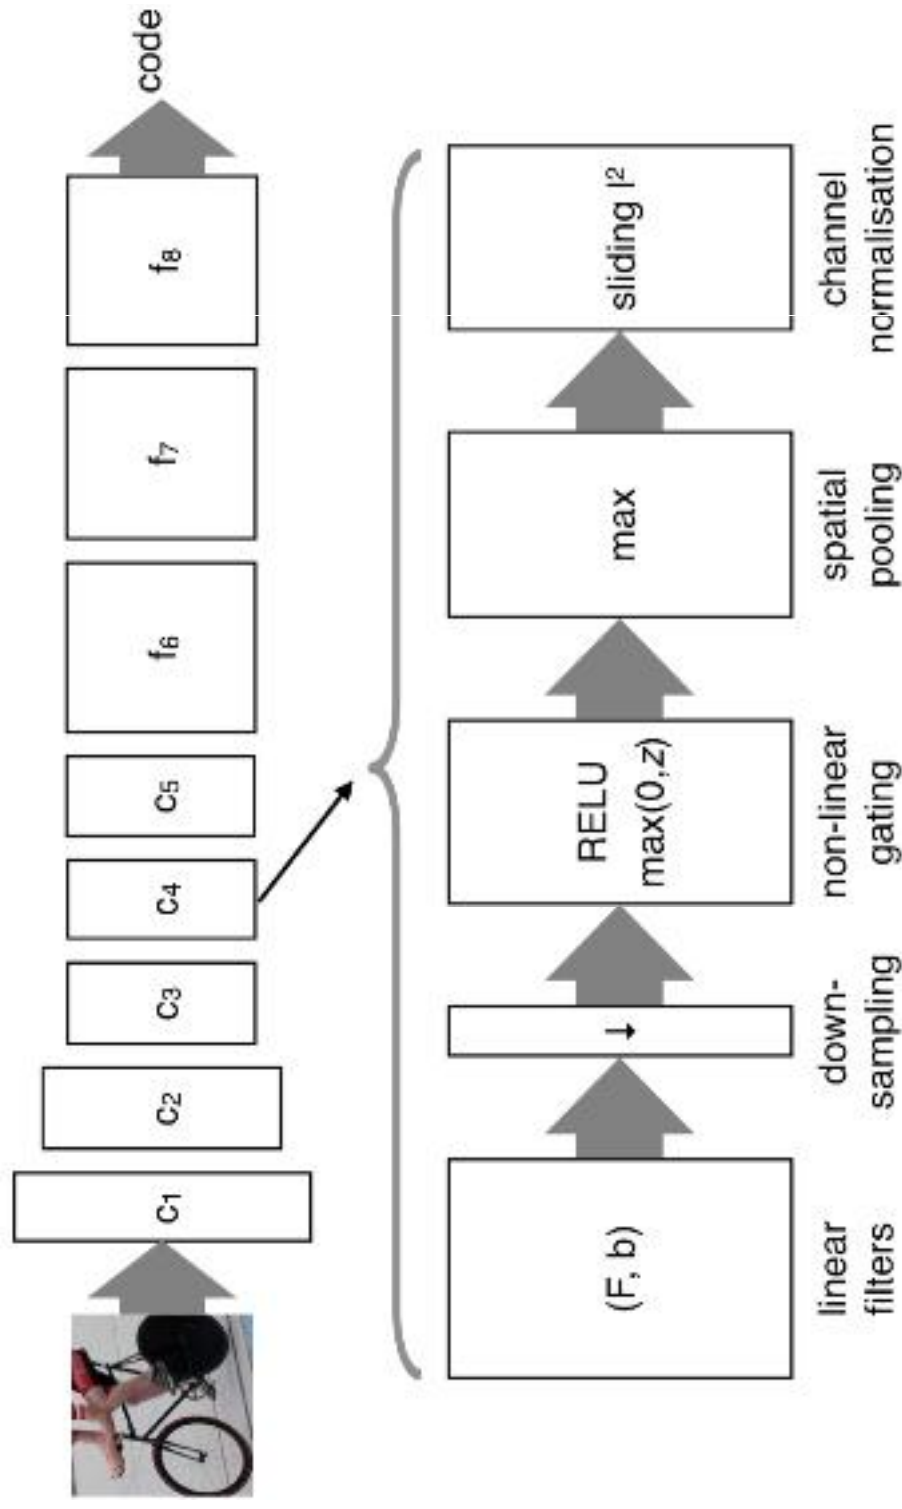 C1
C2
C3
C4
C5
f6
f7
f8
code
(F, b)
↓
RELU
max(0,z)
max
sliding l2
linear
filters
down-
sampling
non-linear
gating
spatial
pooling
channel
normalisation